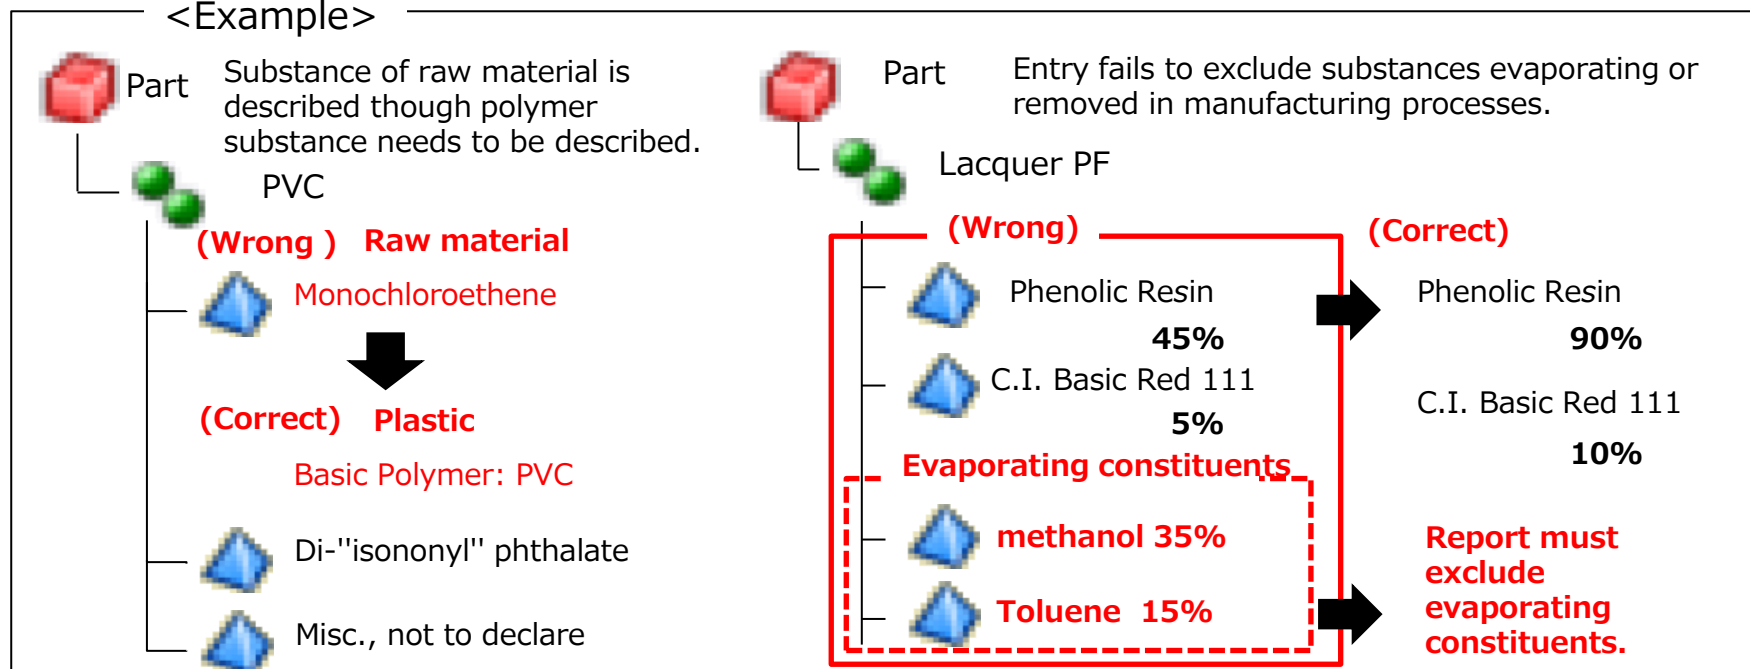 <Example>
Part
Substance of raw material is
described though polymer
substance needs to be described.
PVC
(Wrong ) Raw material
Monochloroethene
(Correct) Plastic
Basic Polymer: PVC
Di-"isononyl" phthalate
Misc., not to declare
Part
Entry fails to exclude substances evaporating or
removed in manufacturing processes.
Lacquer PF
(Wrong)
Phenolic Resin
45%
C.I. Basic Red 111
5%
Evaporating constituents
methanol 35%
Toluene 15%
(Correct)
Phenolic Resin
90%
C.I. Basic Red 111
10%
Report must
exclude
evaporating
constituents.